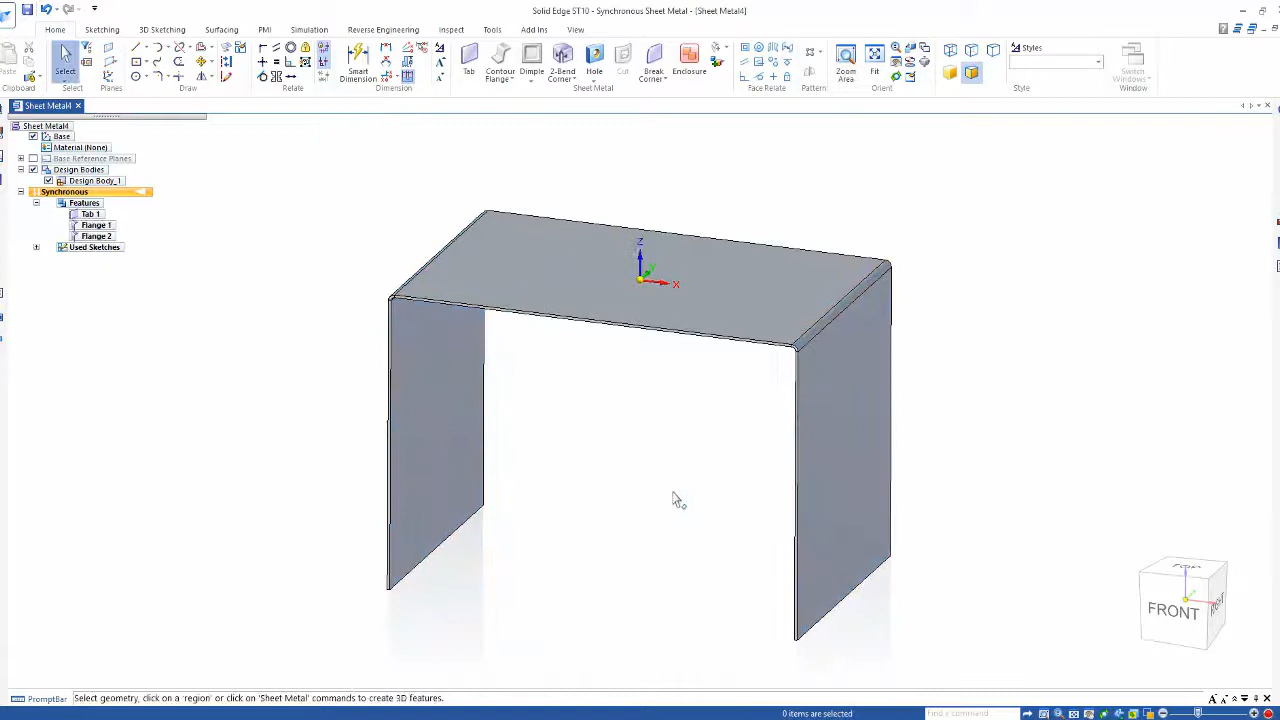 Solid Edge ST10 - Synchronous Sheet Metal - [Sheet Metal4]
Home Sketching 3D Sketching Surfacing PMI Simulation Reverse Engineering Inspect Tools Add Ins View
Paste Select Smart Dimension Tab Contour Flange Dimple 2-Bend Corner Hole Cut Break Corner Enclosure Zoom Area Fit Styles Switch Windows
Clipboard Select Planes Draw Relate Dimension Sheet Metal Face Relate Pattern Orient Style Window
Sheet Metal4
Sheet Metal4
Base
Material (None)
Base Reference Planes
Design Bodies
Design Body_1
Synchronous
Features
Tab 1
Flange 1
Flange 2
Used Sketches
Z
Y
X
TOP
FRONT
RIGHT
PromptBar Select geometry, click on a 'region' or click on 'Sheet Metal' commands to create 3D features.
0 items are selected Find a command